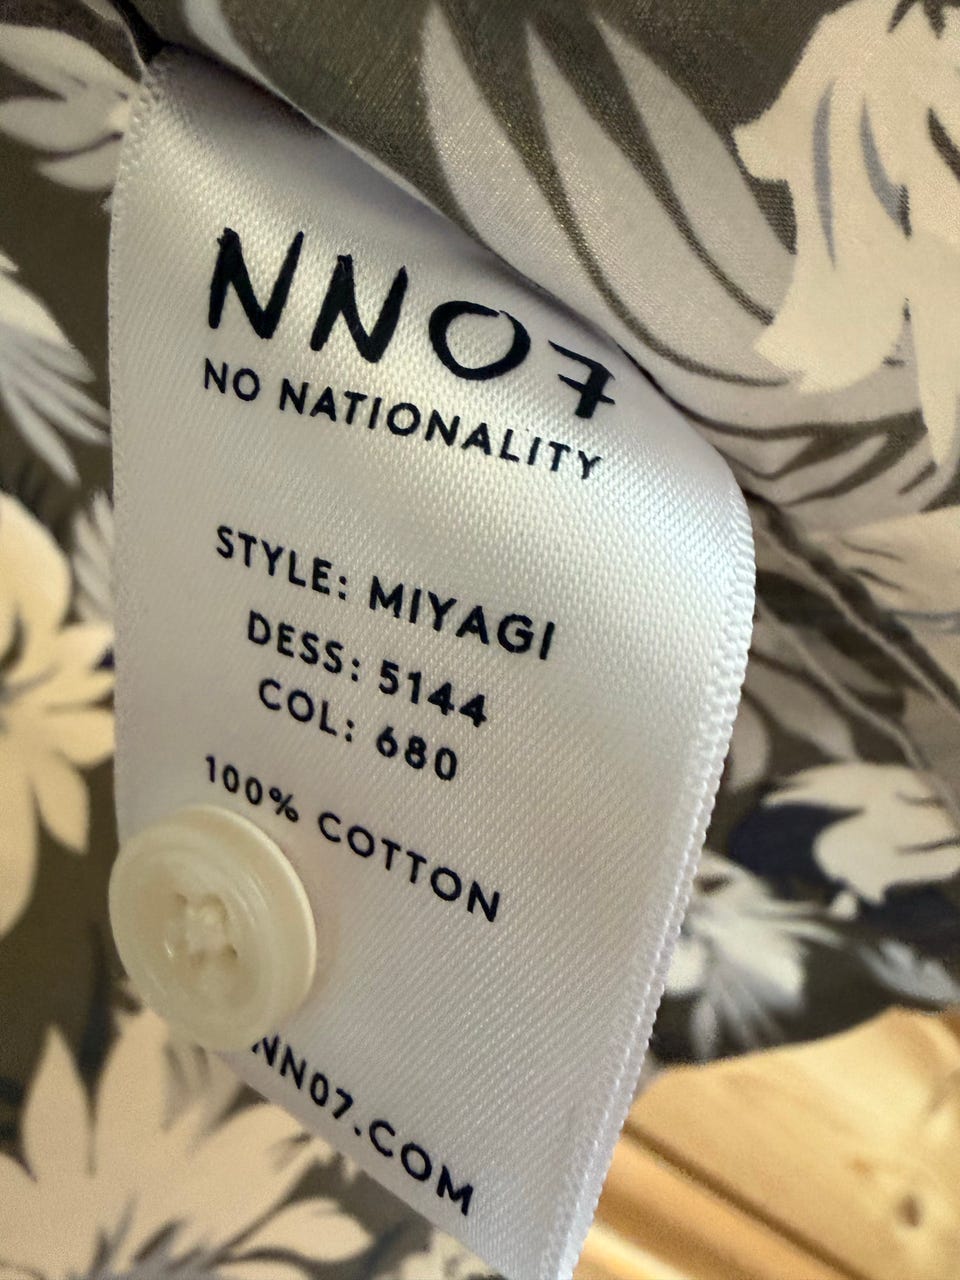 NN07
NO NATIONALITY
STYLE: MIYAGI
DESS: 5144
COL: 680
100% COTTON
NN07.COM